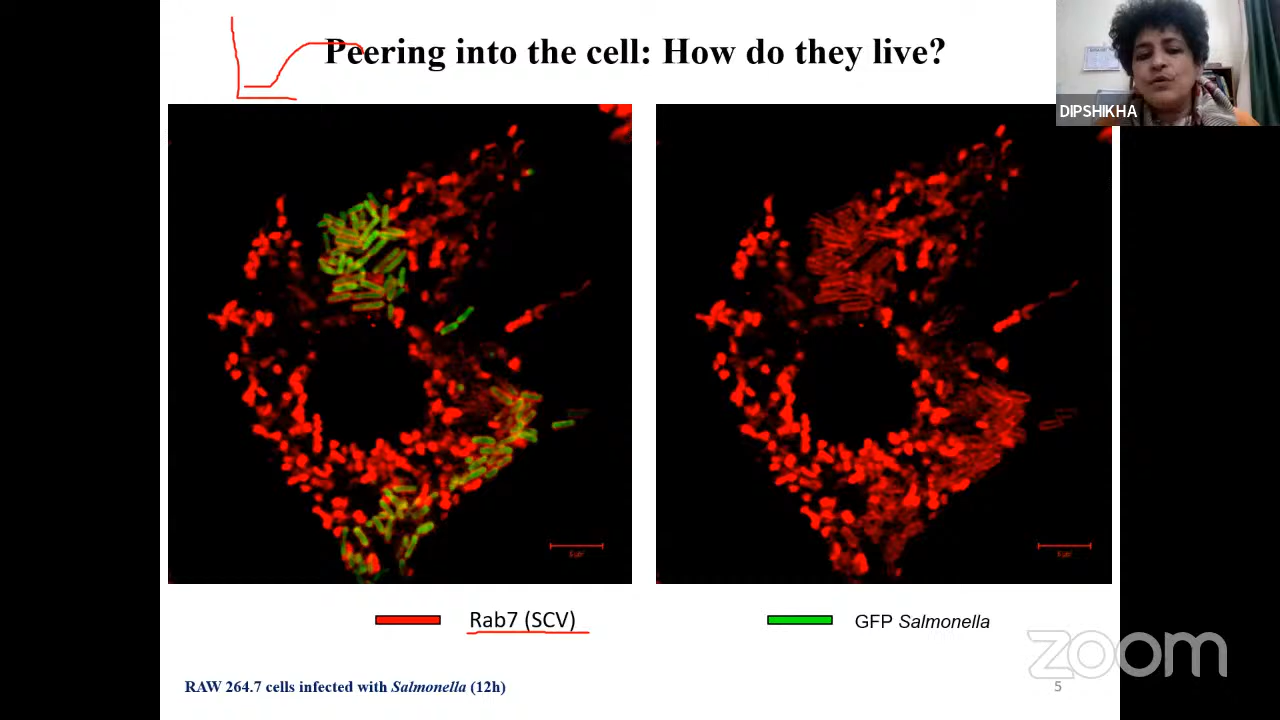 Peering into the cell: How do they live?
DIPSHIKHA
Rab7 (SCV)
GFP Salmonella
zoom
RAW 264.7 cells infected with Salmonella (12h)
5